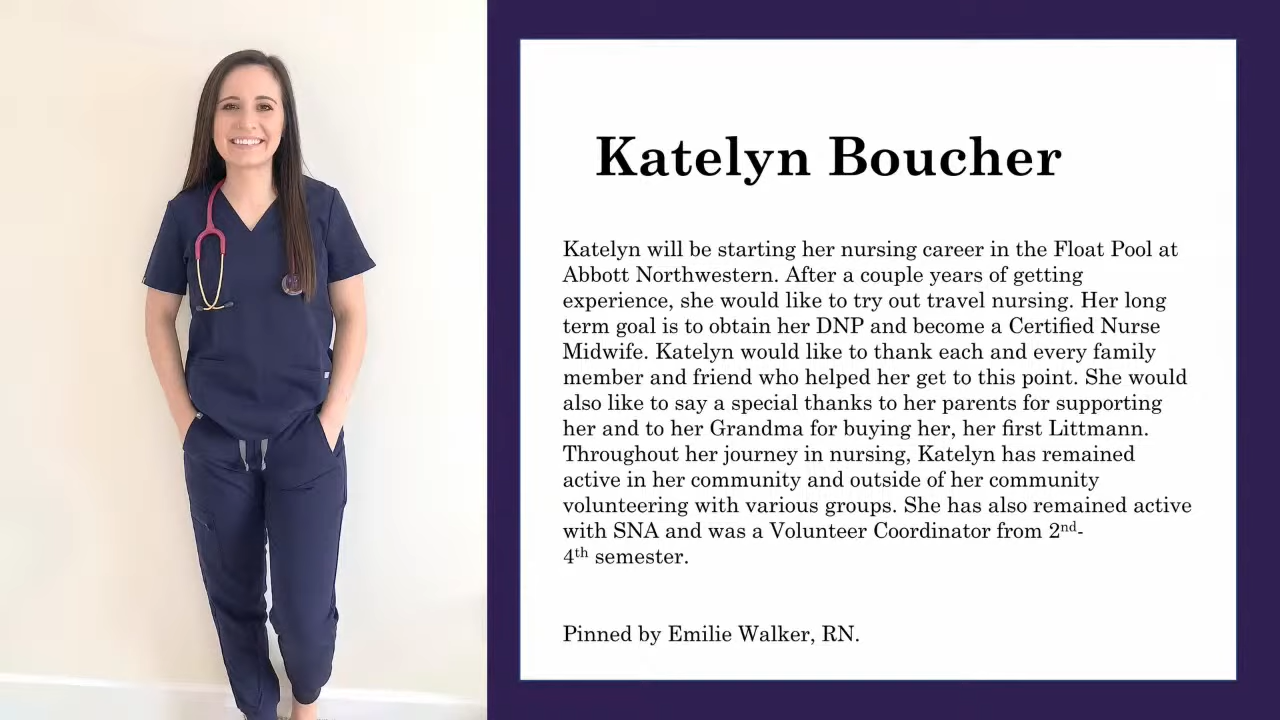 Katelyn Boucher
Katelyn will be starting her nursing career in the Float Pool at
Abbott Northwestern. After a couple years of getting
experience, she would like to try out travel nursing. Her long
term goal is to obtain her DNP and become a Certified Nurse
Midwife. Katelyn would like to thank each and every family
member and friend who helped her get to this point. She would
also like to say a special thanks to her parents for supporting
her and to her Grandma for buying her, her first Littmann.
Throughout her journey in nursing, Katelyn has remained
active in her community and outside of her community
volunteering with various groups. She has also remained active
with SNA and was a Volunteer Coordinator from 2nd-
4th semester.
Pinned by Emilie Walker, RN.